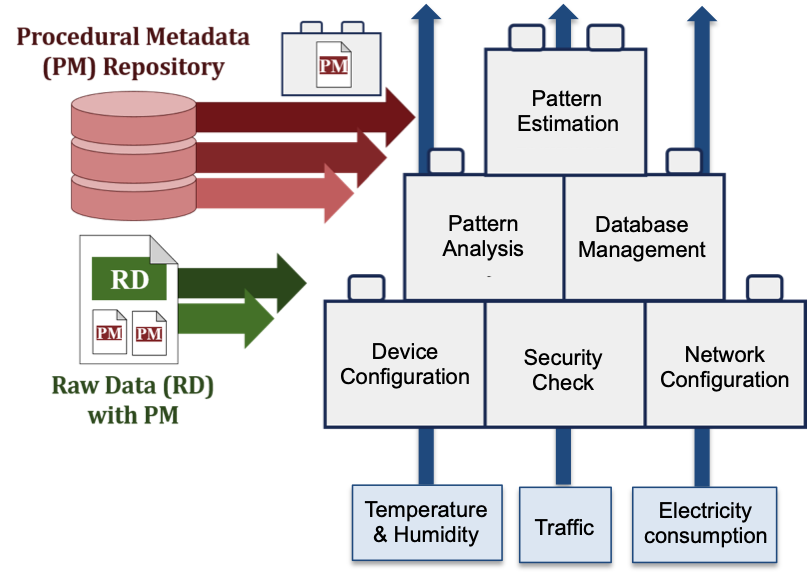 Procedural Metadata
(PM) Repository
PM
Pattern
Estimation
Pattern
Analysis
Database
Management
RD
PM
PM
Raw Data (RD)
with PM
Device
Configuration
Security
Check
Network
Configuration
Temperature
& Humidity
Traffic
Electricity
consumption